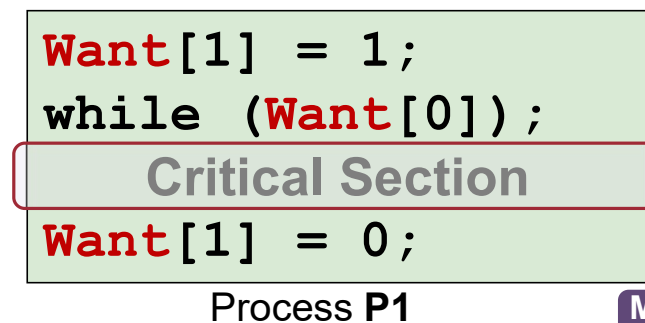 Want[1] = 1;
while (Want[0]);
Critical Section
Want[1] = 0;
Process P1
M